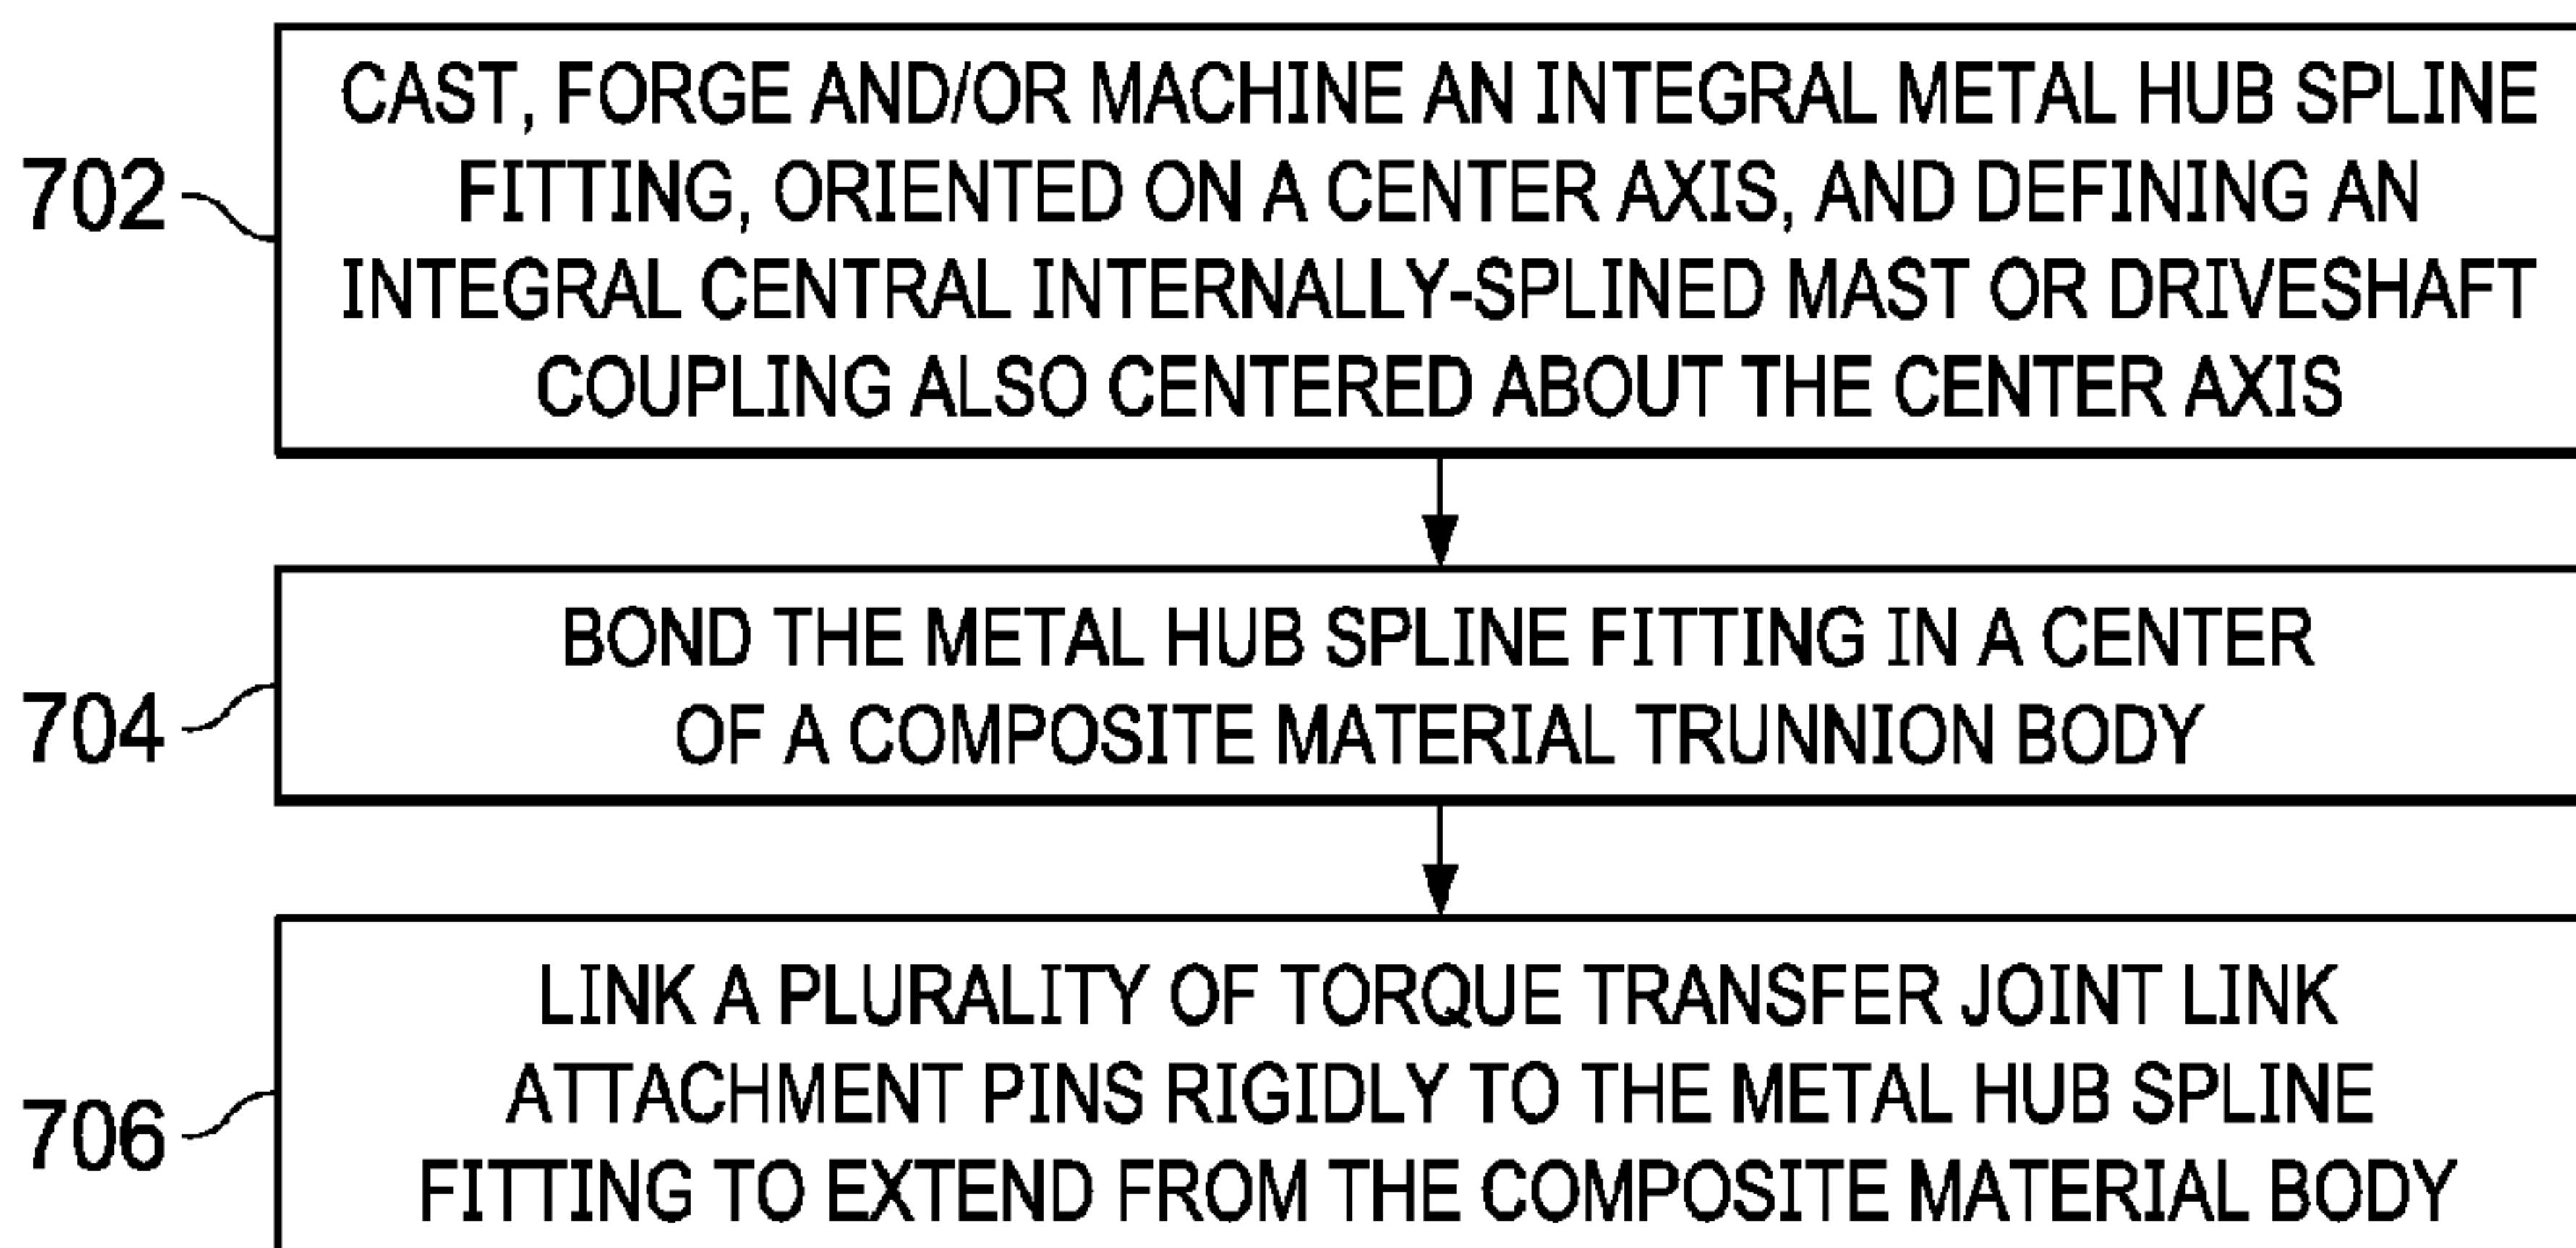 702
CAST, FORGE AND/OR MACHINE AN INTEGRAL METAL HUB SPLINE
FITTING, ORIENTED ON A CENTER AXIS, AND DEFINING AN
INTEGRAL CENTRAL INTERNALLY-SPLINED MAST OR DRIVESHAFT
COUPLING ALSO CENTERED ABOUT THE CENTER AXIS
704
BOND THE METAL HUB SPLINE FITTING IN A CENTER
OF A COMPOSITE MATERIAL TRUNNION BODY
706
LINK A PLURALITY OF TORQUE TRANSFER JOINT LINK
ATTACHMENT PINS RIGIDLY TO THE METAL HUB SPLINE
FITTING TO EXTEND FROM THE COMPOSITE MATERIAL BODY